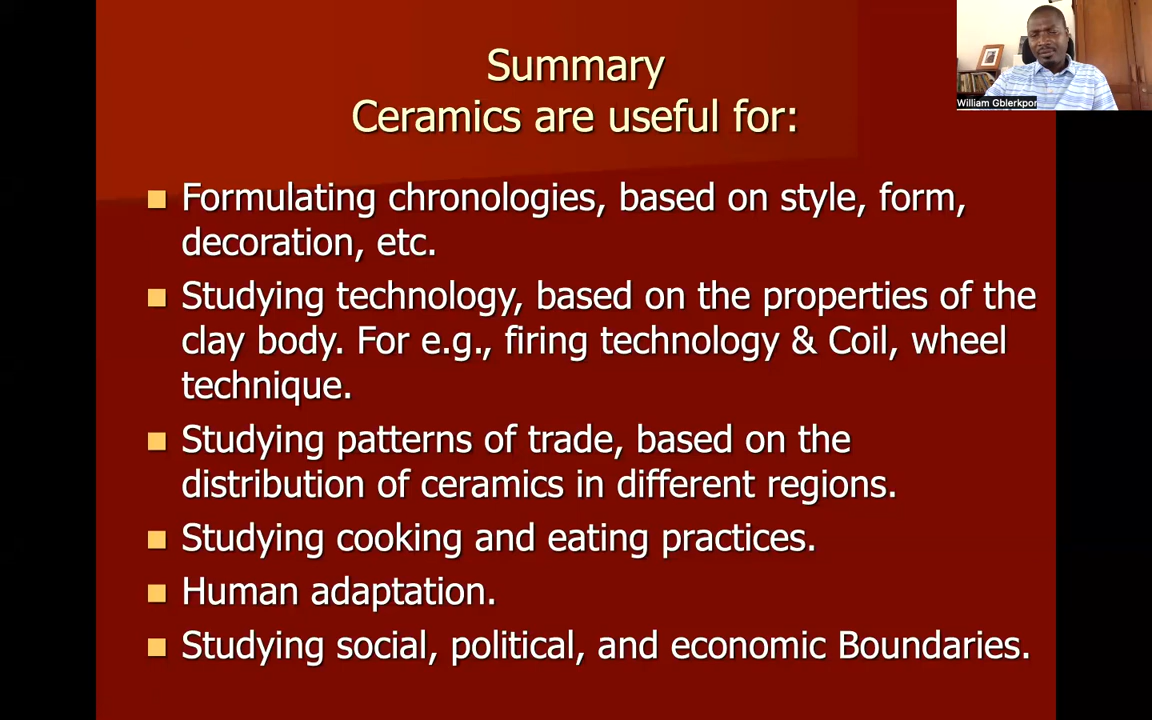 Summary
Ceramics are useful for:
William Gblerkpor
Formulating chronologies, based on style, form,
decoration, etc.
Studying technology, based on the properties of the
clay body. For e.g., firing technology & Coil, wheel
technique.
Studying patterns of trade, based on the
distribution of ceramics in different regions.
Studying cooking and eating practices.
Human adaptation.
Studying social, political, and economic Boundaries.